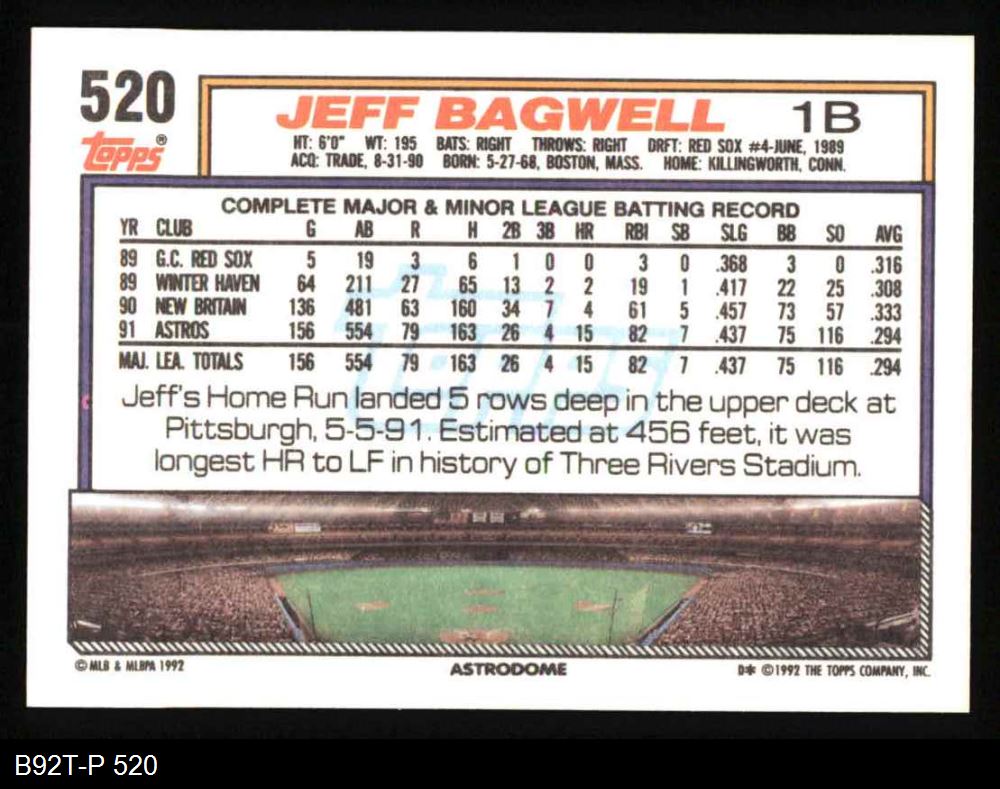 520
Topps®
JEFF BAGWELL 1B
HT: 6'0" WT: 195 BATS: RIGHT THROWS: RIGHT DRFT: RED SOX #4-JUNE, 1989
ACQ: TRADE, 8-31-90 BORN: 5-27-68, BOSTON, MASS. HOME: KILLINGWORTH, CONN.
COMPLETE MAJOR & MINOR LEAGUE BATTING RECORD
YR CLUB G AB R H 2B 3B HR RBI SB SLG BB SO AVG
89 G.C. RED SOX 5 19 3 6 1 0 0 3 0 .368 3 0 .316
89 WINTER HAVEN 64 211 27 65 13 2 2 19 1 .417 22 25 .308
90 NEW BRITAIN 136 481 63 160 34 7 4 61 5 .457 73 57 .333
91 ASTROS 156 554 79 163 26 4 15 82 7 .437 75 116 .294
MAJ. LEA. TOTALS 156 554 79 163 26 4 15 82 7 .437 75 116 .294
Topps
Jeff's Home Run landed 5 rows deep in the upper deck at
Pittsburgh, 5-5-91. Estimated at 456 feet, it was
longest HR to LF in history of Three Rivers Stadium.
© MLB & MLBPA 1992
ASTRODOME
D* © 1992 THE TOPPS COMPANY, INC.
B92T-P 520